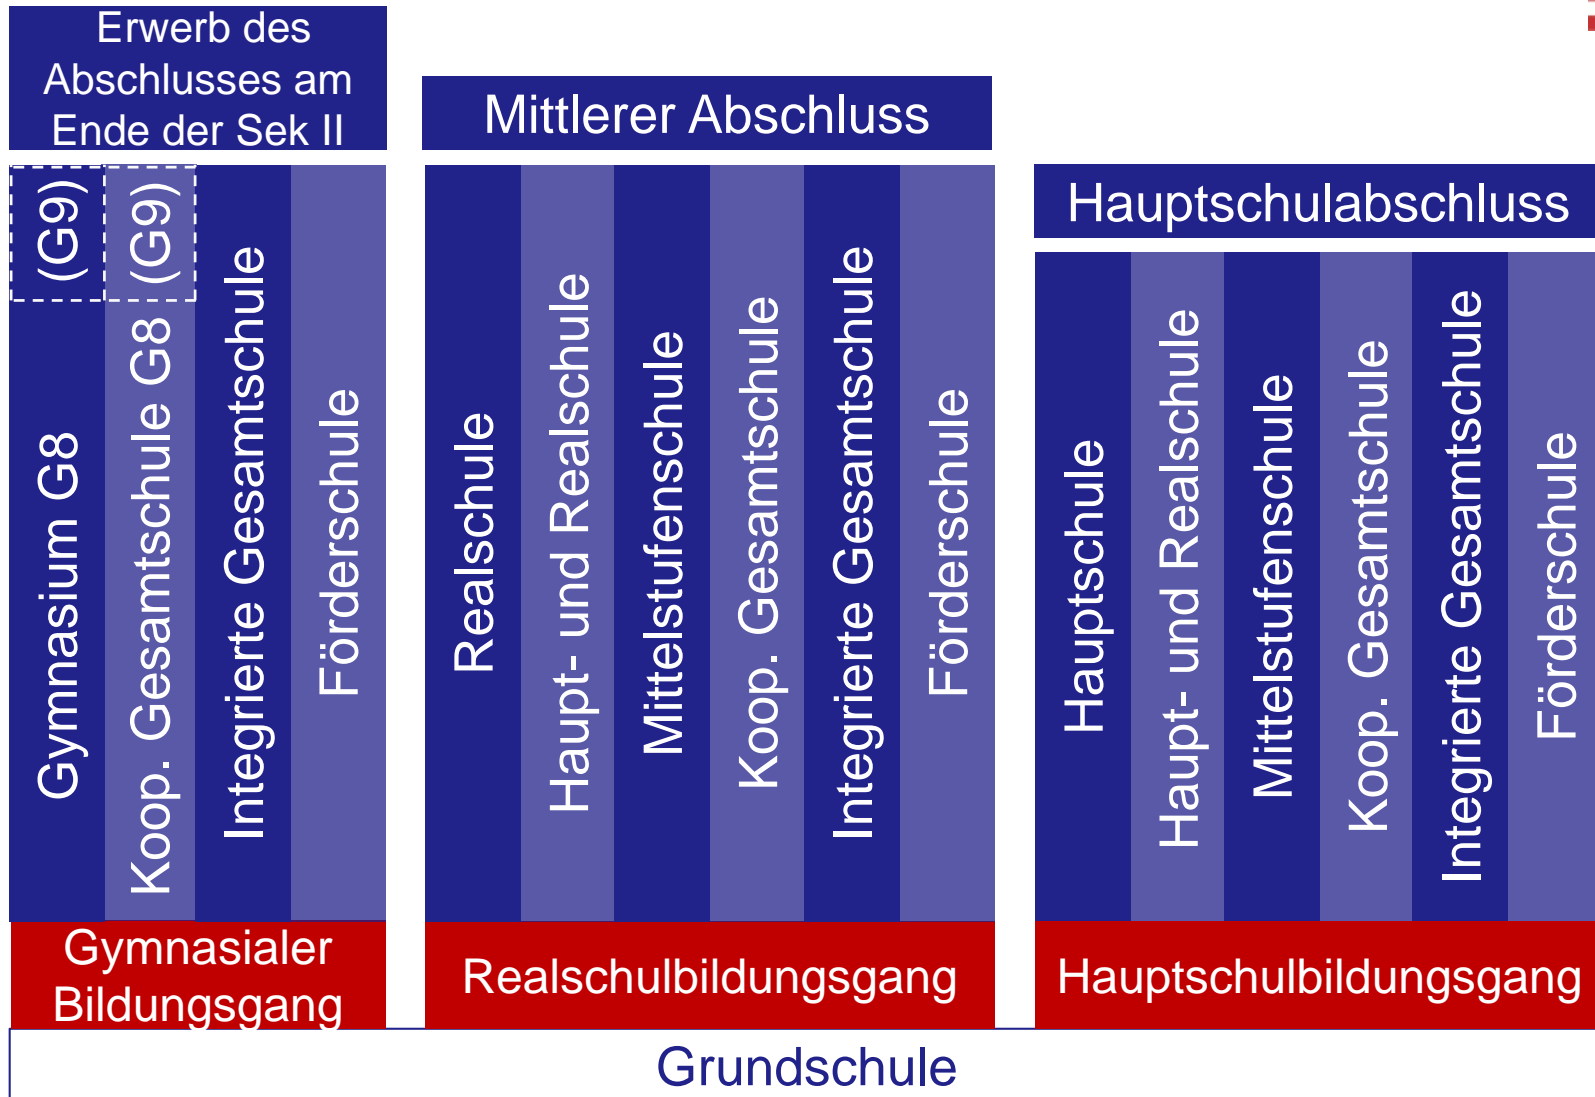 Erwerb des
Abschlusses am
Ende der Sek II
Mittlerer Abschluss
Hauptschulabschluss
Gymnasium G8 (G9)
Koop. Gesamtschule G8 (G9)
Integrierte Gesamtschule
Förderschule
Realschule
Haupt- und Realschule
Mittelstufenschule
Koop. Gesamtschule
Integrierte Gesamtschule
Förderschule
Hauptschule
Haupt- und Realschule
Mittelstufenschule
Koop. Gesamtschule
Integrierte Gesamtschule
Förderschule
Gymnasialer
Bildungsgang
Realschulbildungsgang
Hauptschulbildungsgang
Grundschule